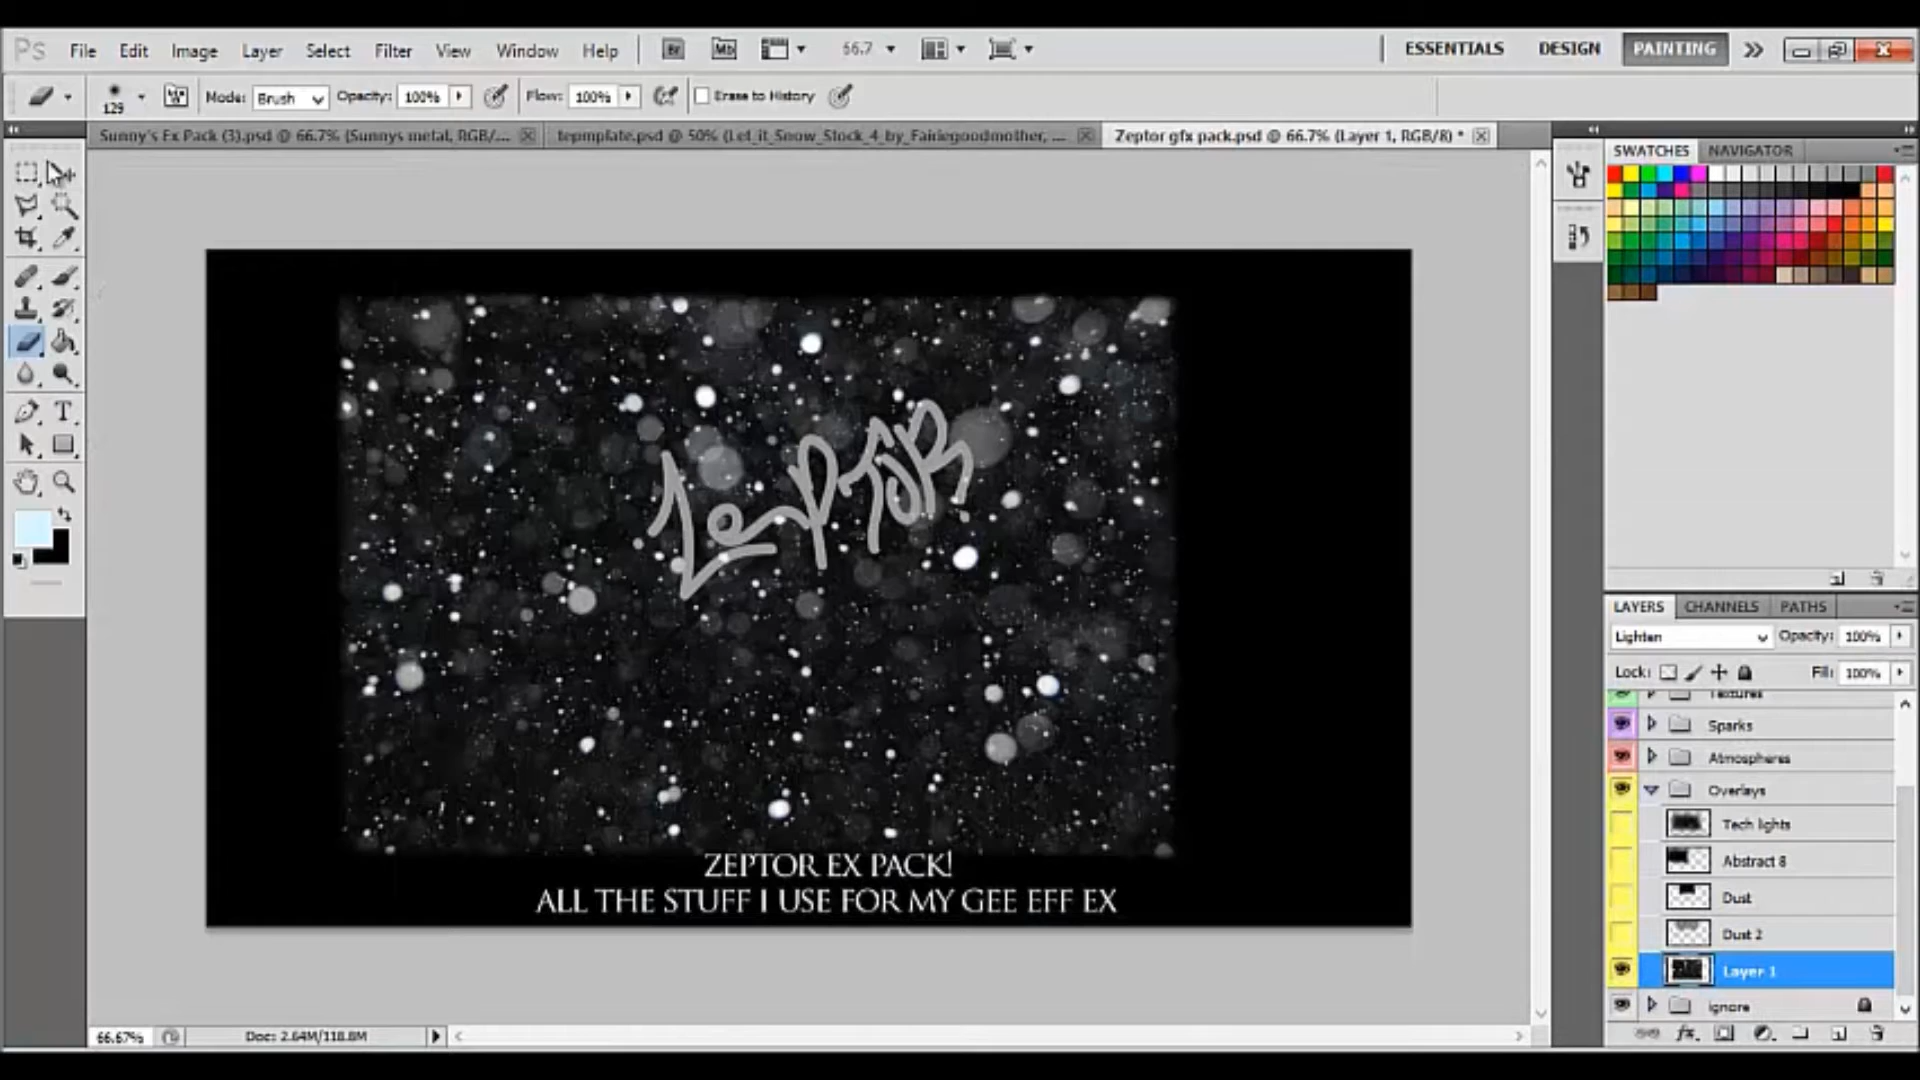 Ps File Edit Image Layer Select Filter View Window Help Br Mb 66.7 ESSENTIALS DESIGN PAINTING
129 Mode: Brush Opacity: 100% Flow: 100% Erase to History
Sunny's Ex Pack (3).psd @ 66.7% (Sunnys metal, RGB/... tepmplate.psd @ 50% (Let_it_Snow_Stock_4_by_Fairiegoodmother, ... Zeptor gfx pack.psd @ 66.7% (Layer 1, RGB/8) *
SWATCHES NAVIGATOR
T
ZEPTOR
ZEPTOR EX PACK!
ALL THE STUFF I USE FOR MY GEE EFF EX
LAYERS CHANNELS PATHS
Lighten Opacity: 100%
Lock: Fill: 100%
Textures
Sparks
Atmospheres
Overlays
Tech lights
Abstract 8
Dust
Dust 2
Layer 1
ignore
fx
66.67% Doc: 2.64M/118.8M